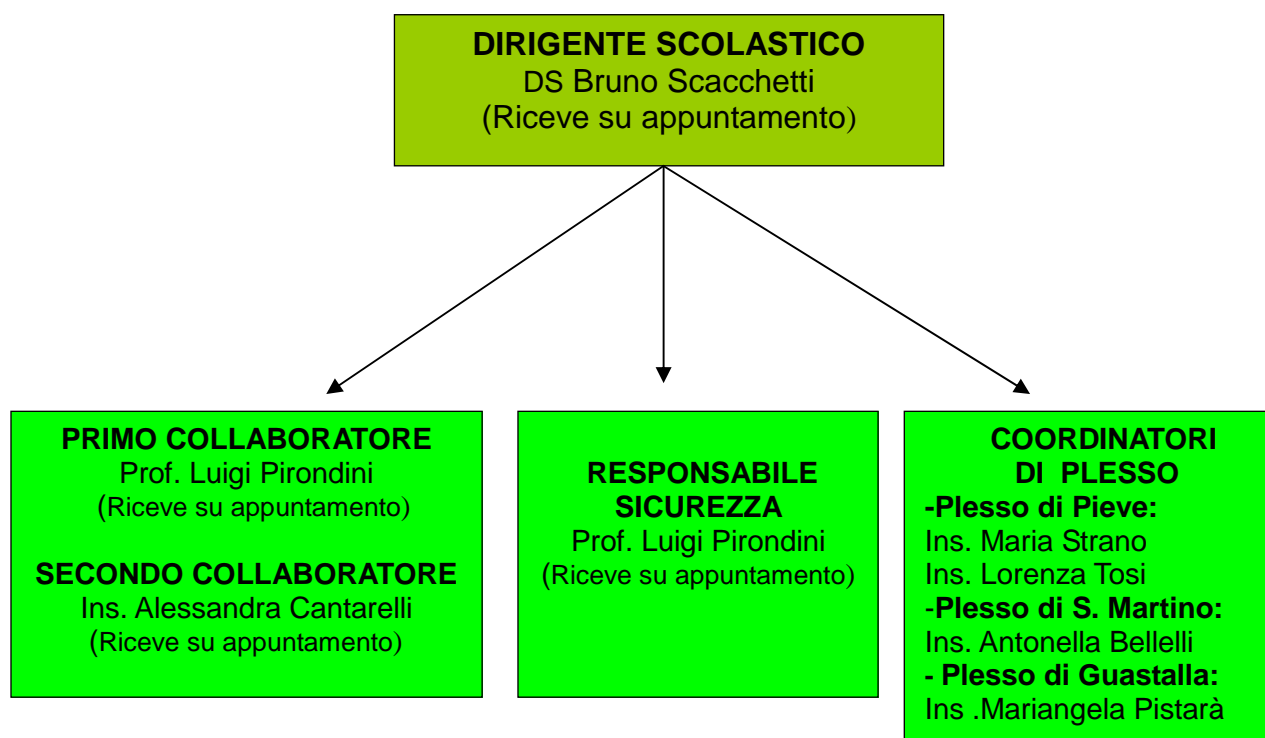 DIRIGENTE SCOLASTICO
DS Bruno Scacchetti
(Riceve su appuntamento)
PRIMO COLLABORATORE
Prof. Luigi Pirondini
(Riceve su appuntamento)
SECONDO COLLABORATORE
Ins. Alessandra Cantarelli
(Riceve su appuntamento)
RESPONSABILE
SICUREZZA
Prof. Luigi Pirondini
(Riceve su appuntamento)
COORDINATORI
DI PLESSO
-Plesso di Pieve:
Ins. Maria Strano
Ins. Lorenza Tosi
-Plesso di S. Martino:
Ins. Antonella Bellelli
- Plesso di Guastalla:
Ins .Mariangela Pistarà